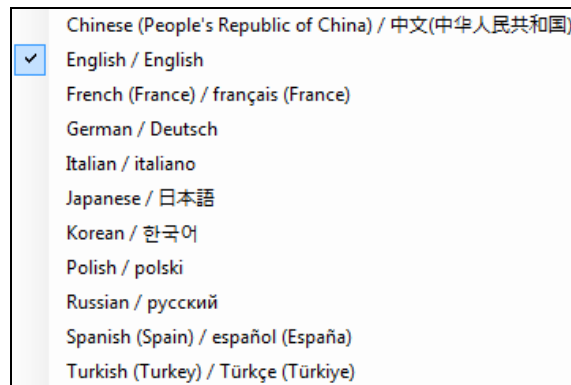 Chinese (People's Republic of China) / 中文(中华人民共和国)
English / English
French (France) / français (France)
German / Deutsch
Italian / italiano
Japanese / 日本語
Korean / 한국어
Polish / polski
Russian / русский
Spanish (Spain) / español (España)
Turkish (Turkey) / Türkçe (Türkiye)